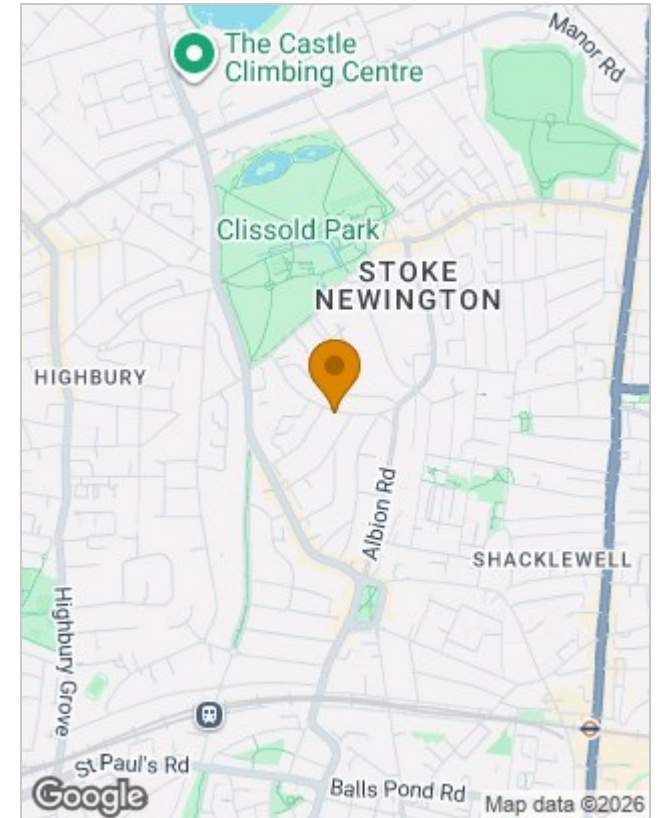 Manor Rd
The Castle
Climbing Centre
Clissold Park
STOKE
NEWINGTON
HIGHBURY
Albion Rd
SHACKLEWELL
Highbury Grove
St Paul's Rd
Balls Pond Rd
Google
Map data ©2026